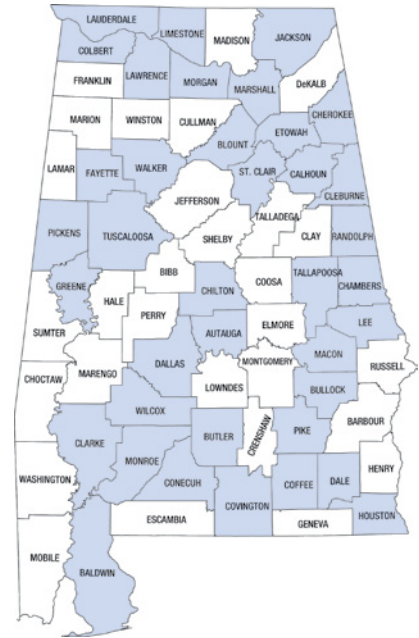 LAUDERDALE
LIMESTONE
MADISON
JACKSON
COLBERT
FRANKLIN
LAWRENCE
MORGAN
MARSHALL
DeKALB
CHEROKEE
MARION
WINSTON
CULLMAN
BLOUNT
ETOWAH
LAMAR
FAYETTE
WALKER
ST. CLAIR
CALHOUN
CLEBURNE
JEFFERSON
TALLADEGA
PICKENS
TUSCALOOSA
SHELBY
CLAY
RANDOLPH
BIBB
GREENE
HALE
CHILTON
COOSA
TALLAPOOSA
CHAMBERS
PERRY
SUMTER
AUTAUGA
ELMORE
LEE
CHOCTAW
MARENGO
DALLAS
LOWNDES
MONTGOMERY
MACON
RUSSELL
WILCOX
BULLOCK
CLARKE
BUTLER
CRENSHAW
PIKE
BARBOUR
WASHINGTON
MONROE
CONECUH
COFFEE
DALE
HENRY
COVINGTON
ESCAMBIA
GENEVA
HOUSTON
MOBILE
BALDWIN